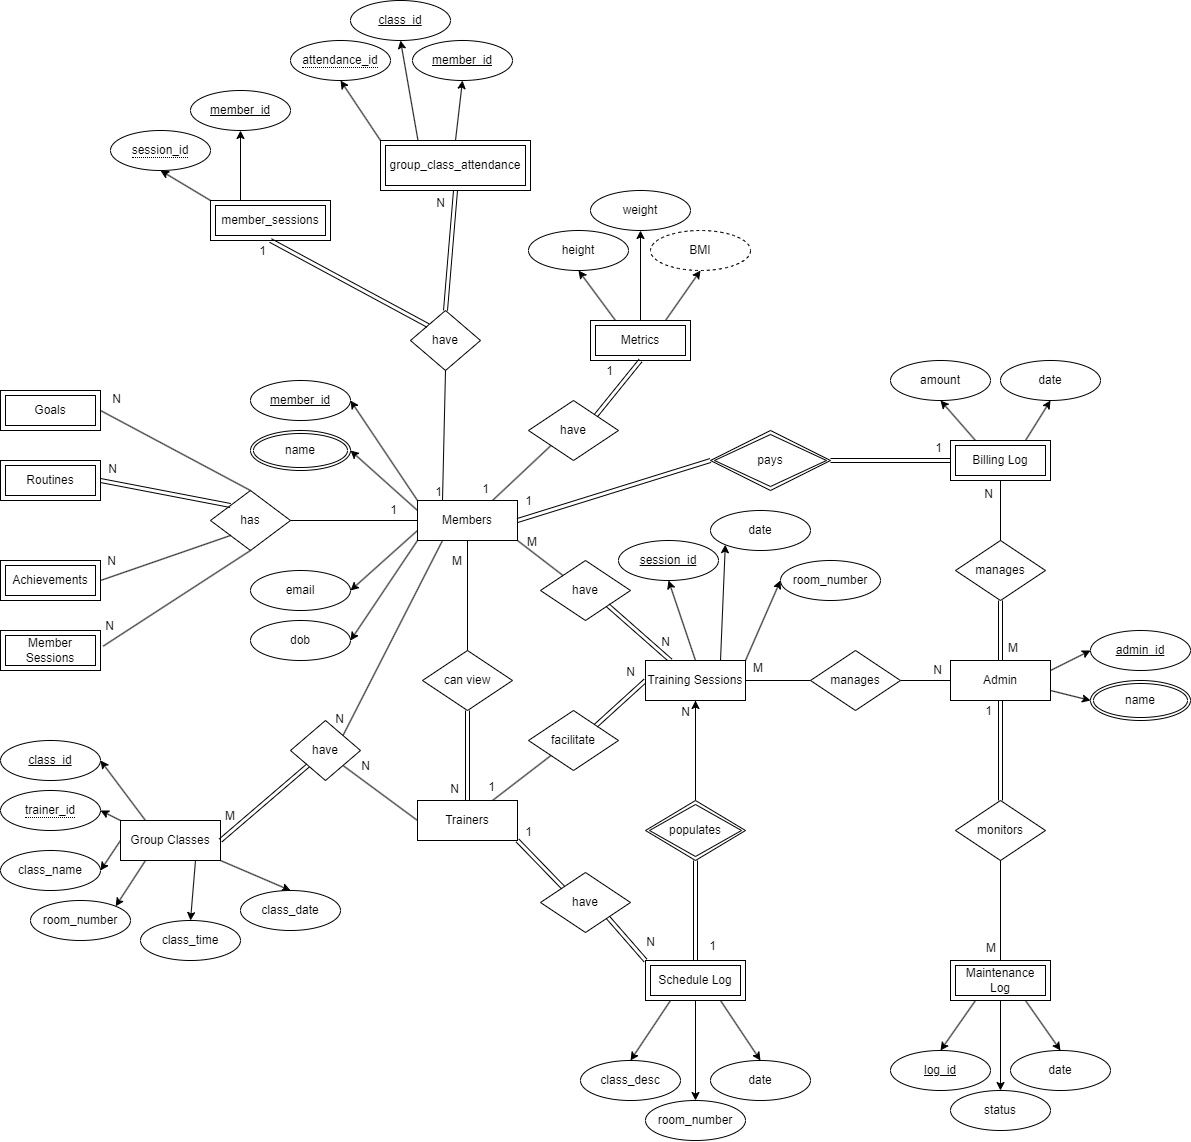 class_id
attendance_id
member_id
member_id
session_id
group_class_attendance
member_sessions
N
1
weight
height
BMI
have
Metrics
1
Goals
N
member_id
amount
date
have
name
pays
1
Billing Log
Routines
N
1
1
1
N
1
has
Members
date
M
M
session_id
room_number
manages
Achievements
N
email
have
Member
Sessions
N
dob
N
M
admin_id
can view
N
Training Sessions
M
manages
N
Admin
name
N
1
N
have
facilitate
class_id
N
N
1
trainer_id
M
Group Classes
Trainers
1
populates
monitors
class_name
room_number
class_time
class_date
have
N
1
M
Schedule Log
Maintenance
Log
class_desc
date
room_number
log_id
date
status